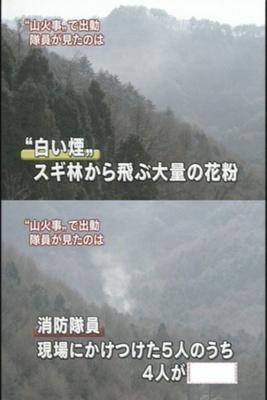 “山火事„で出動
隊員が見たのは
“白い煙„
スギ林から飛ぶ大量の花粉
“山火事„で出動
隊員が見たのは
消防隊員
現場にかけつけた5人のうち
4人が